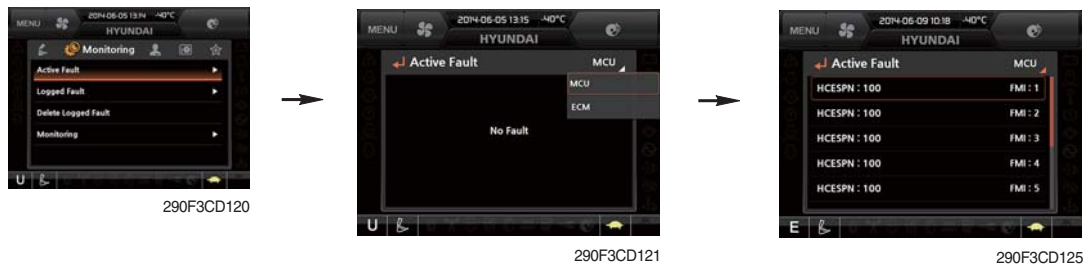 MENU
2014-06-05 13:14 -40°C
HYUNDAI
Monitoring
Active Fault
Logged Fault
Delete Logged Fault
Monitoring
U
290F3CD120
MENU
2014-06-05 13:15 -40°C
HYUNDAI
Active Fault MCU
MCU
ECM
No Fault
U
290F3CD121
MENU
2014-06-09 10:18 -40°C
HYUNDAI
Active Fault MCU
HCESPN : 100 FMI : 1
HCESPN : 100 FMI : 2
HCESPN : 100 FMI : 3
HCESPN : 100 FMI : 4
HCESPN : 100 FMI : 5
E
290F3CD125